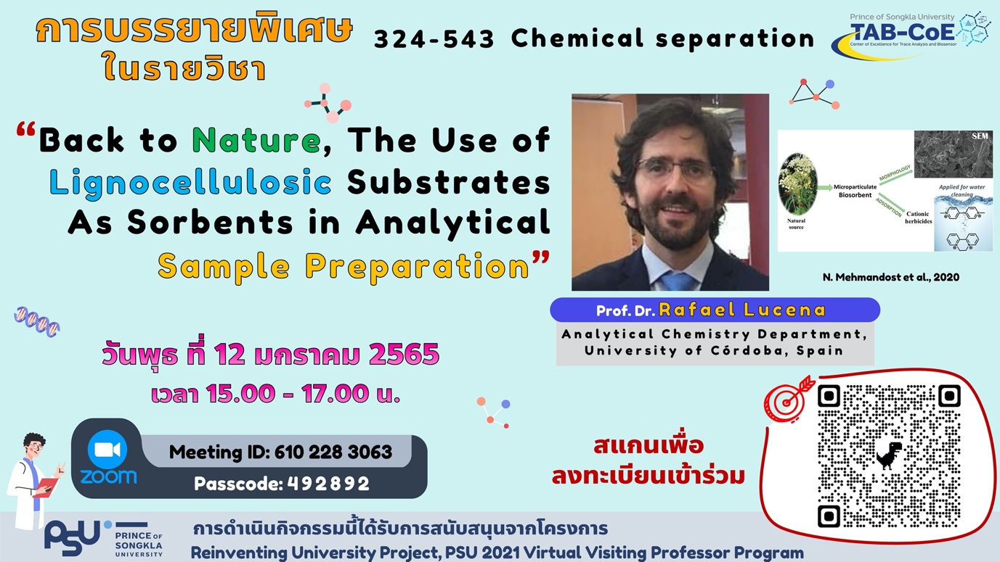 การบรรยายพิเศษ
ในรายวิชา
324-543 Chemical separation
Prince of Songkla University
TAB-CoE
Center of Excellence for Trace Analysis and Biosensor
“Back to Nature, The Use of
Lignocellulosic Substrates
As Sorbents in Analytical
Sample Preparation”
SEM
MORPHOLOGY
Microparticulate
Biosorbent
ADSORPTION
Applied for water
cleaning
Natural
source
Cationic
herbicides
N. Mehmandost et al., 2020
Prof. Dr. Rafael Lucena
Analytical Chemistry Department,
University of Córdoba, Spain
วันพุธ ที่ 12 มกราคม 2565
เวลา 15.00 - 17.00 น.
zoom
Meeting ID: 610 228 3063
Passcode: 492892
สแกนเพื่อ
ลงทะเบียนเข้าร่วม
PSU
PRINCE OF
SONGKLA
UNIVERSITY
การดำเนินกิจกรรมนี้ได้รับการสนับสนุนจากโครงการ
Reinventing University Project, PSU 2021 Virtual Visiting Professor Program